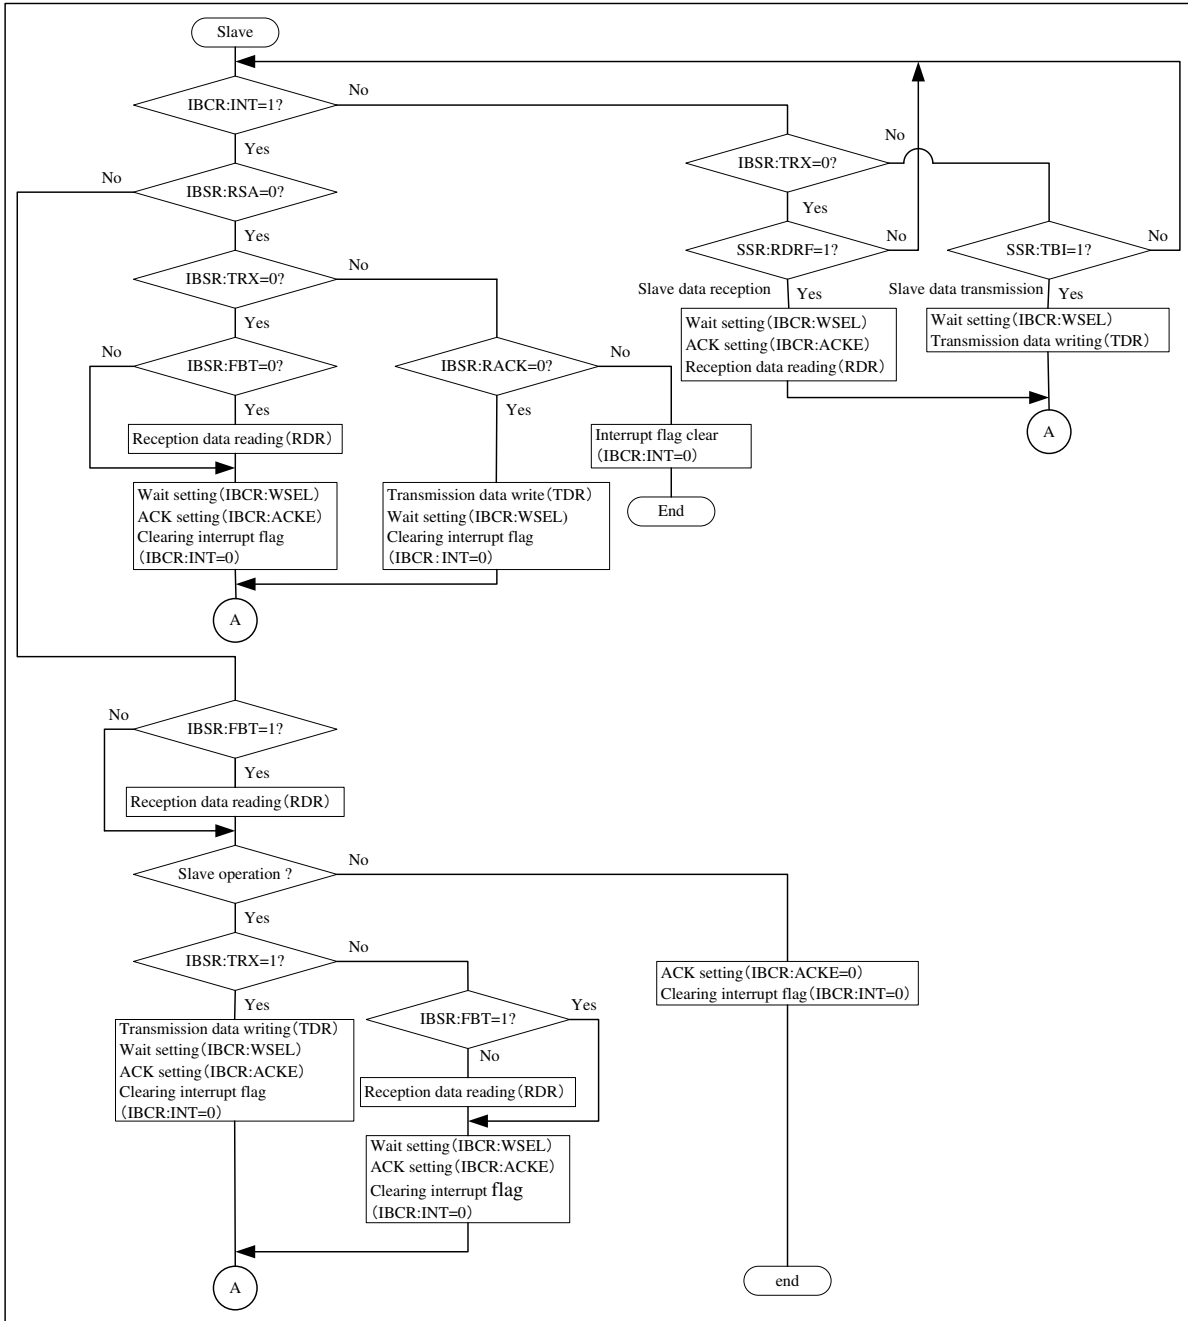 Slave
IBCR:INT=1?
No
Yes
No
IBSR:RSA=0?
Yes
IBSR:TRX=0?
No
Yes
No
IBSR:FBT=0?
Yes
Reception data reading(RDR)
Wait setting(IBCR:WSEL)
ACK setting(IBCR:ACKE)
Clearing interrupt flag
(IBCR:INT=0)
A
IBSR:RACK=0?
No
Yes
Transmission data write(TDR)
Wait setting(IBCR:WSEL)
Clearing interrupt flag
(IBCR:INT=0)
Interrupt flag clear
(IBCR:INT=0)
End
IBSR:TRX=0?
No
Yes
SSR:RDRF=1?
No
Slave data reception
Yes
Wait setting(IBCR:WSEL)
ACK setting(IBCR:ACKE)
Reception data reading(RDR)
SSR:TBI=1?
No
Slave data transmission
Yes
Wait setting(IBCR:WSEL)
Transmission data writing(TDR)
A
No
IBSR:FBT=1?
Yes
Reception data reading(RDR)
Slave operation ?
No
Yes
IBSR:TRX=1?
No
Yes
Transmission data writing(TDR)
Wait setting(IBCR:WSEL)
ACK setting(IBCR:ACKE)
Clearing interrupt flag
(IBCR:INT=0)
IBSR:FBT=1?
Yes
No
Reception data reading(RDR)
Wait setting(IBCR:WSEL)
ACK setting(IBCR:ACKE)
Clearing interrupt flag
(IBCR:INT=0)
A
ACK setting(IBCR:ACKE=0)
Clearing interrupt flag(IBCR:INT=0)
end